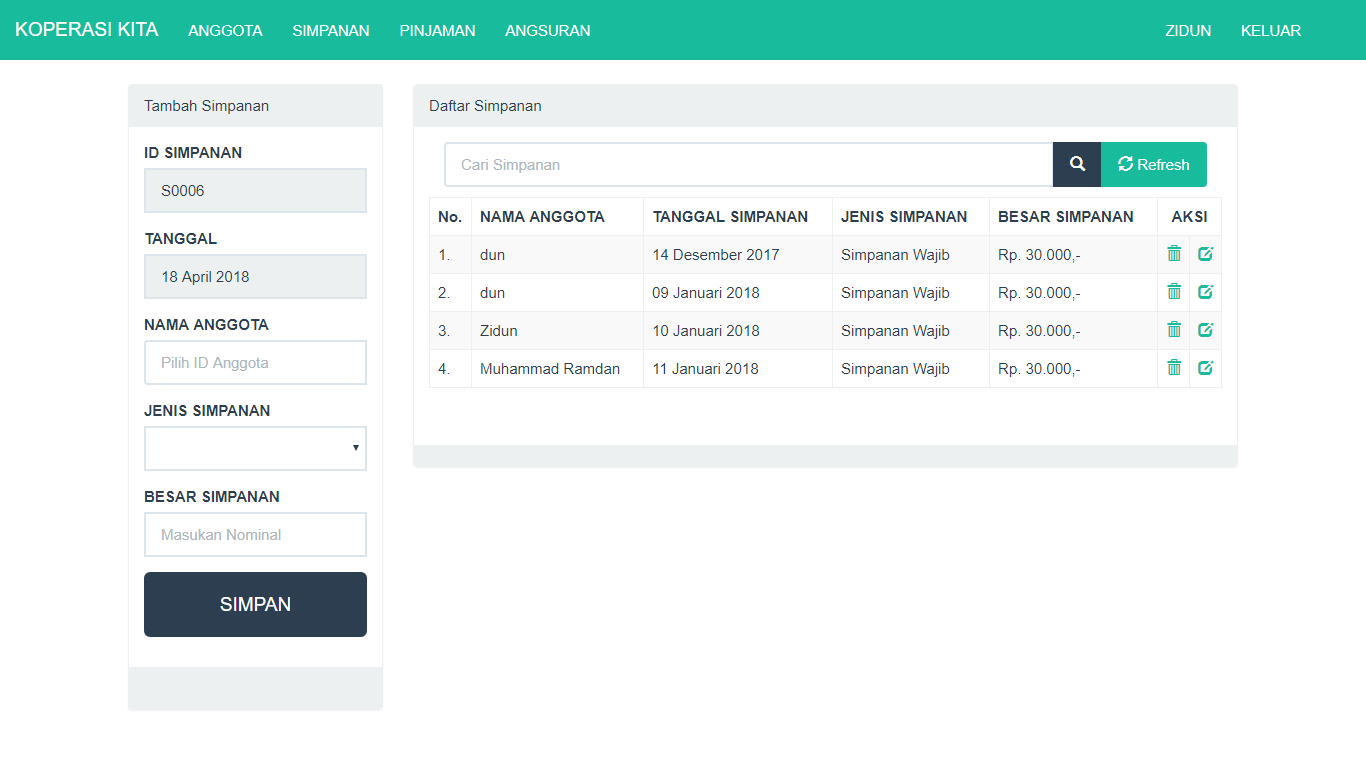 KOPERASI KITA ANGGOTA SIMPANAN PINJAMAN ANGSURAN ZIDUN KELUAR
Tambah Simpanan
ID SIMPANAN
S0006
TANGGAL
18 April 2018
NAMA ANGGOTA
Pilih ID Anggota
JENIS SIMPANAN
BESAR SIMPANAN
Masukan Nominal
SIMPAN
Daftar Simpanan
Cari Simpanan Refresh
No. NAMA ANGGOTA TANGGAL SIMPANAN JENIS SIMPANAN BESAR SIMPANAN AKSI
1. dun 14 Desember 2017 Simpanan Wajib Rp. 30.000,-
2. dun 09 Januari 2018 Simpanan Wajib Rp. 30.000,-
3. Zidun 10 Januari 2018 Simpanan Wajib Rp. 30.000,-
4. Muhammad Ramdan 11 Januari 2018 Simpanan Wajib Rp. 30.000,-